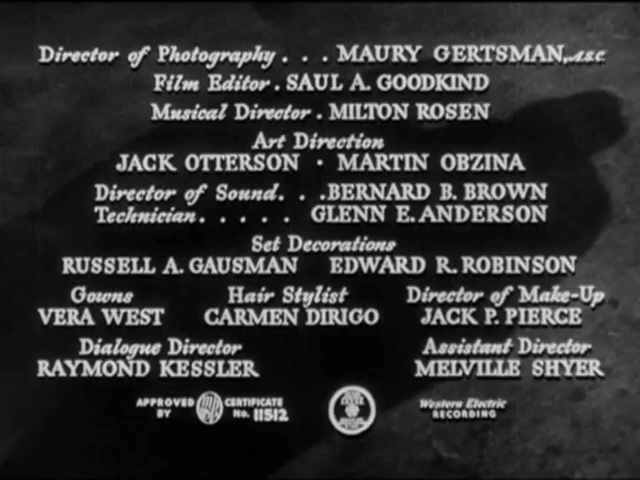 Director of Photography . . . MAURY GERTSMAN, A.S.C.
Film Editor . SAUL A. GOODKIND
Musical Director . MILTON ROSEN
Art Direction
JACK OTTERSON · MARTIN OBZINA
Director of Sound . . . BERNARD B. BROWN
Technician . . . . . GLENN E. ANDERSON
Set Decorations
RUSSELL A. GAUSMAN EDWARD R. ROBINSON
Gowns Hair Stylist Director of Make-Up
VERA WEST CARMEN DIRIGO JACK P. PIERCE
Dialogue Director Assistant Director
RAYMOND KESSLER MELVILLE SHYER
APPROVED CERTIFICATE Western Electric
BY No. 11512 RECORDING